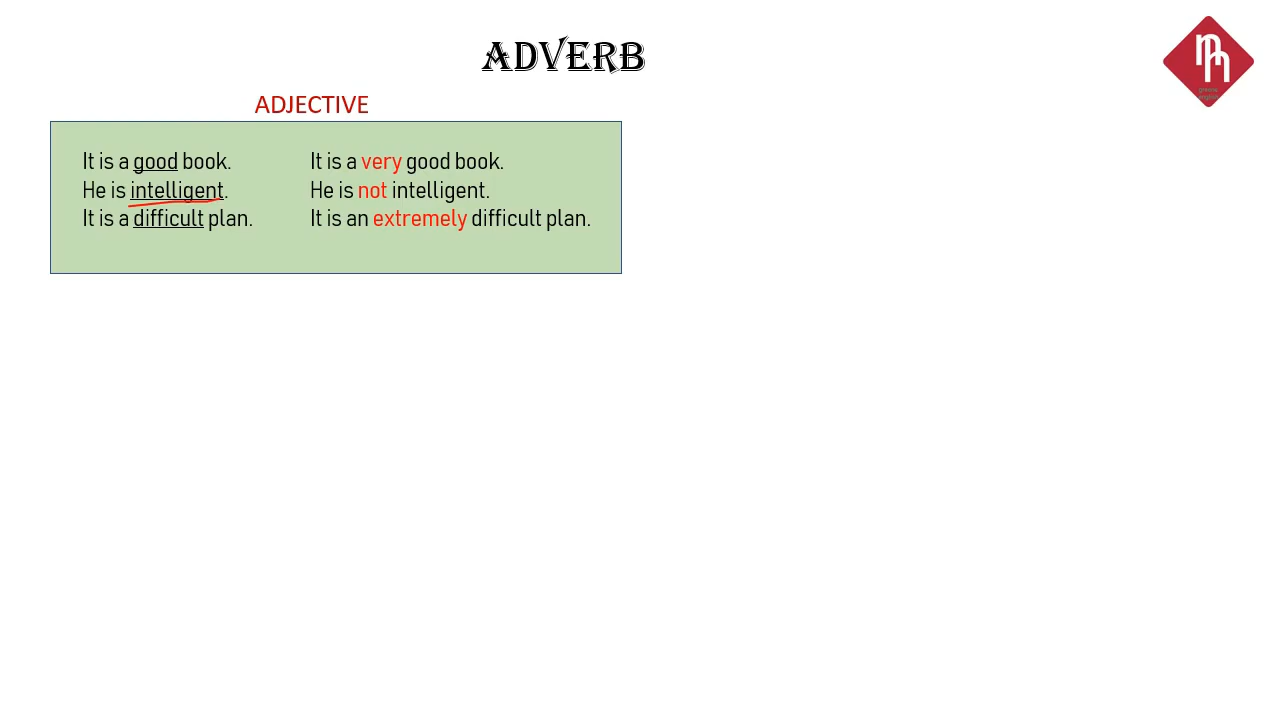 ADVERB
ADJECTIVE
It is a good book.
He is intelligent.
It is a difficult plan.
It is a very good book.
He is not intelligent.
It is an extremely difficult plan.